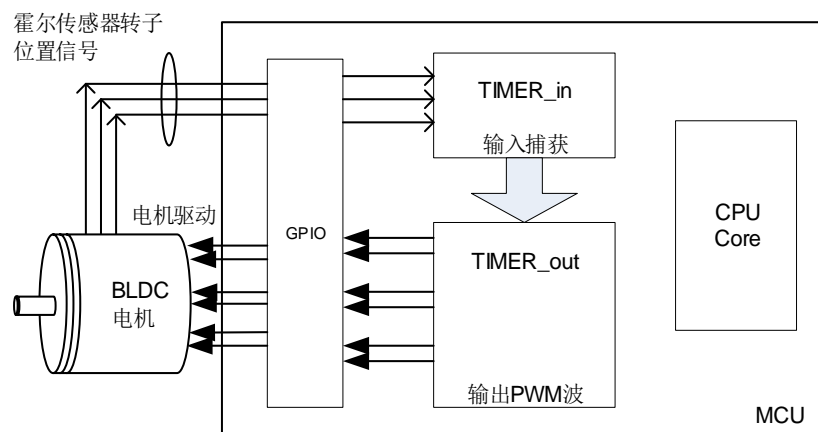 霍尔传感器转子
位置信号
TIMER_in
输入捕获
CPU
Core
GPIO
电机驱动
TIMER_out
BLDC
电机
输出PWM波
MCU